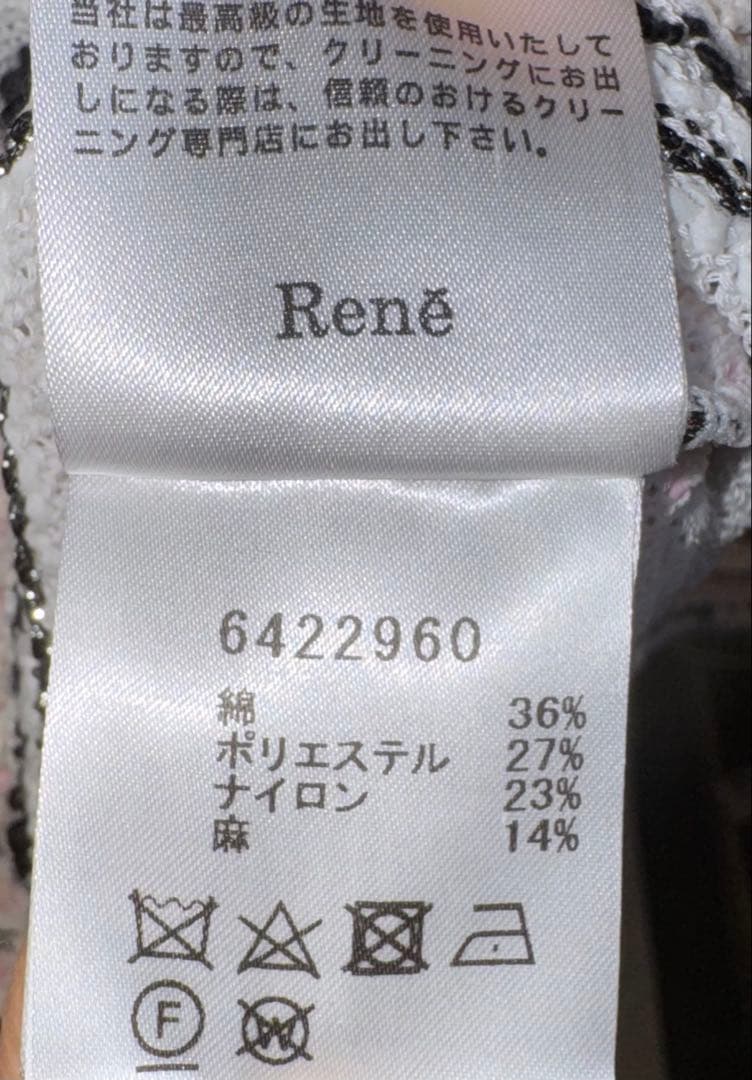 当社は最高級の生地を使用いたして
おりますので、クリーニングにお出
しになる際は、信頼のおけるクリー
ニング専門店にお出し下さい。
Renĕ
6422960
綿 36%
ポリエステル 27%
ナイロン 23%
麻 14%
F
W